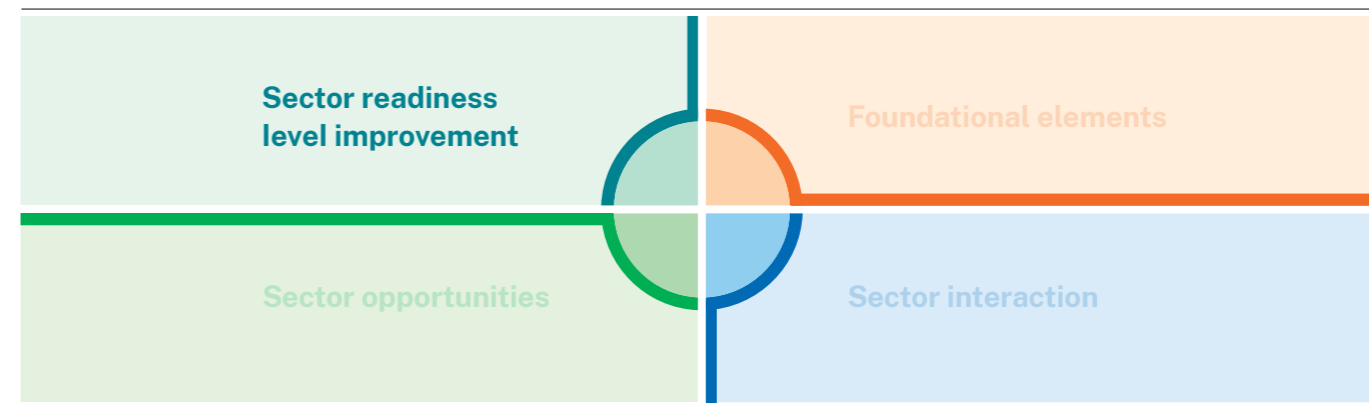 Sector readiness
level improvement
Foundational elements
Sector opportunities
Sector interaction